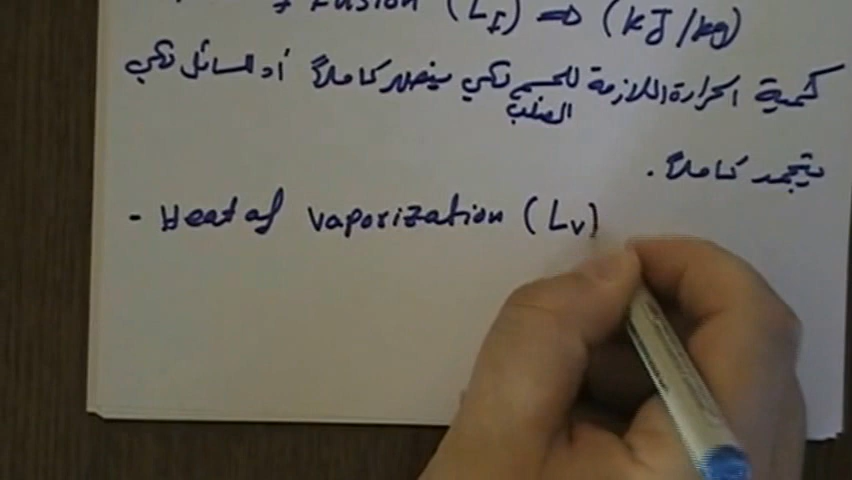 Fusion (Lf) ⇒ (kJ/kg)
كمية الحرارة اللازمة للجسم لكي ينصهر كاملاً أو السائل لكي
الصلب
يتجمد كاملاً.
- Heat of vaporization (Lv)